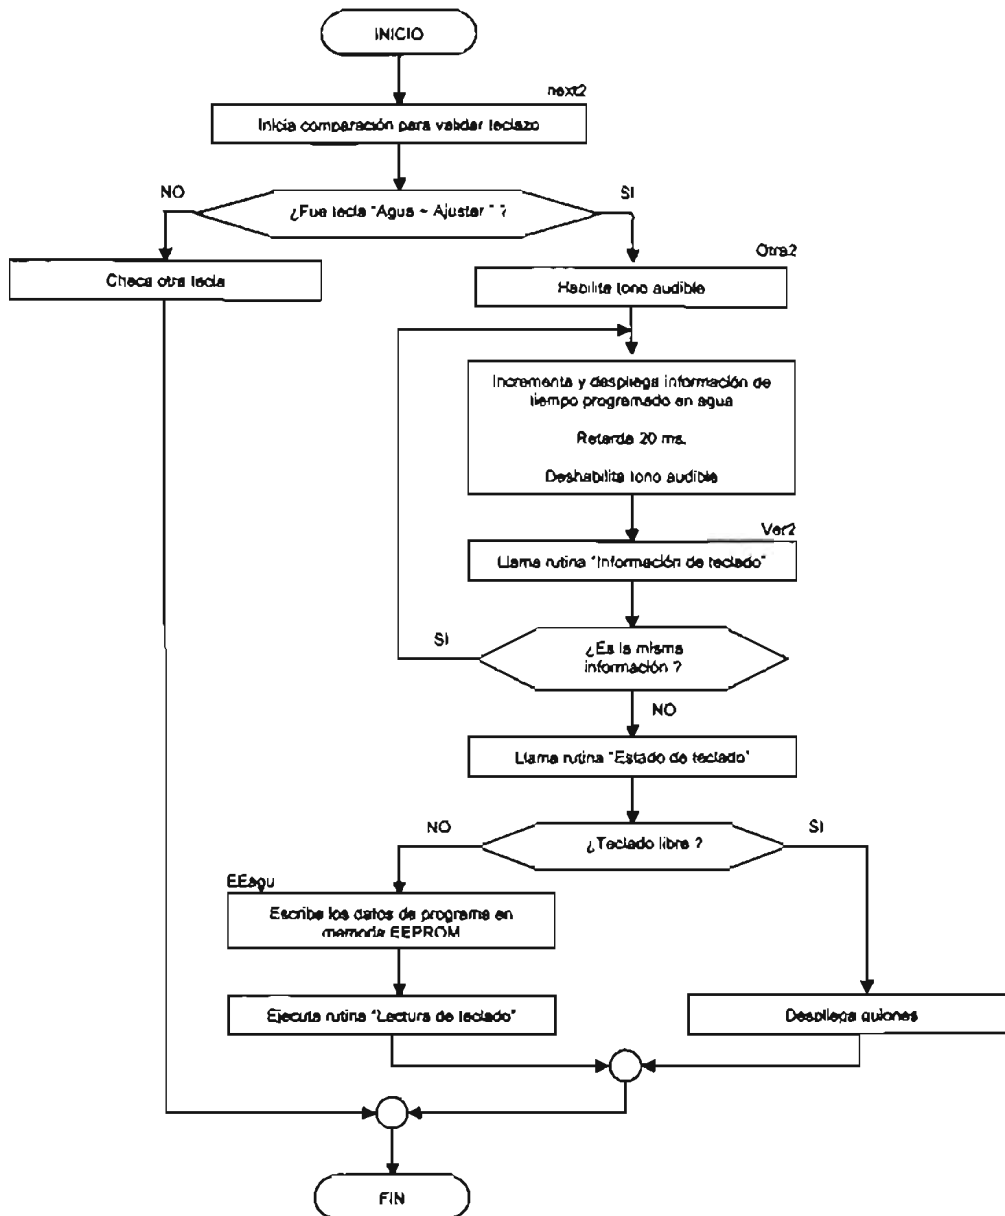 INICIO
next2
Inicia comparación para validar teclazo
NO
SI
¿Fue tecla "Agua ~ Ajustar" ?
Otra2
Checa otra tecla
Habilita tono audible
Incrementa y despliega información de
tiempo programado en agua
Retarda 20 ms.
Deshabilita tono audible
Ver2
Llama rutina "Información de teclado"
SI
¿Es la misma
información ?
NO
Llama rutina "Estado de teclado"
NO
SI
¿Teclado libre ?
EEagu
Escribe los datos de programa en
memoria EEPROM
Ejecuta rutina "Lectura de teclado"
Despliega guiones
FIN